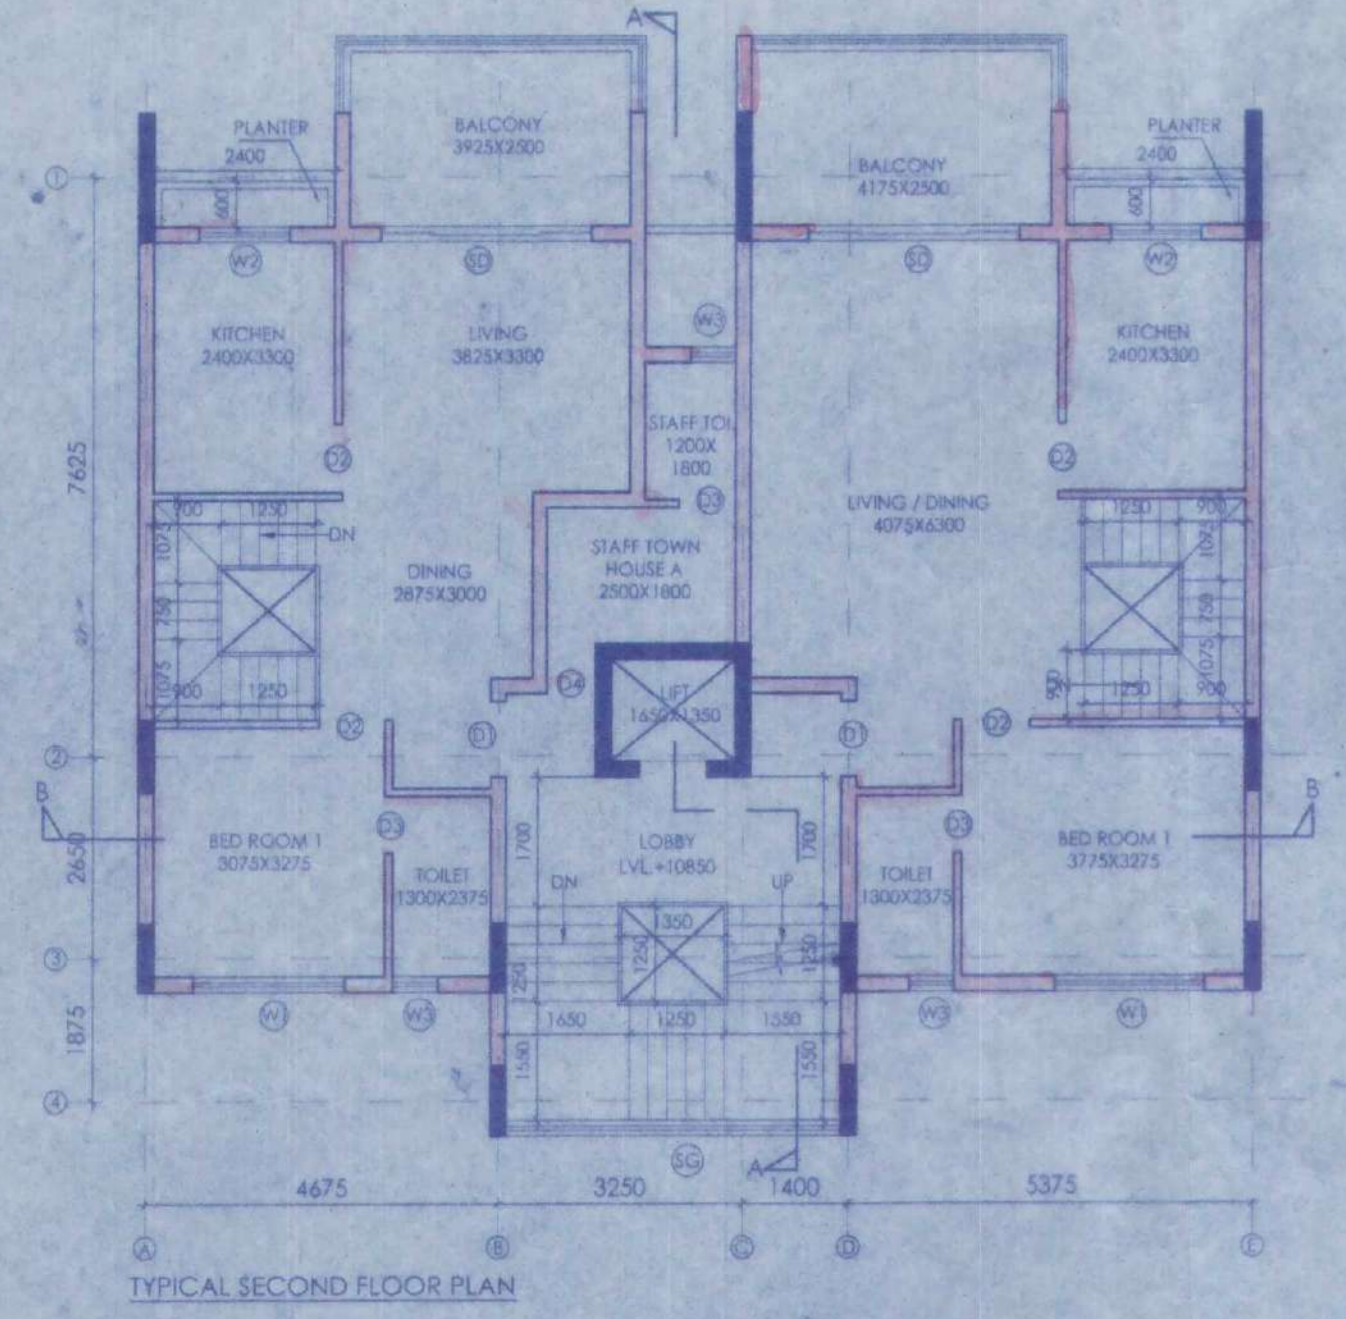 A
PLANTER
2400
BALCONY
3925X2500
BALCONY
4175X2500
PLANTER
2400
1
600
600
W2
SD
SD
W2
W3
KITCHEN
2400X3300
LIVING
3825X3300
KITCHEN
2400X3300
STAFF TOI.
1200X
1800
D2
D2
7625
D3
LIVING / DINING
4075X6300
900
1250
DN
1075
750
1075
900
1250
DINING
2875X3000
STAFF TOWN
HOUSE A
2500X1800
1250
900
1075
750
1075
900
1250
900
D4
LIFT
1650X1350
D2
D1
D1
D2
2
B
B
BED ROOM 1
3075X3275
D3
TOILET
1300X2375
1700
LOBBY
LVL.+10850
1700
D3
TOILET
1300X2375
BED ROOM 1
3775X3275
2650
DN
UP
1350
1250
1250
1250
3
W1
W3
1650
1250
1550
W3
W1
1875
1550
1550
4
SG
A
4675
3250
1400
5375
A
B
C
D
E
TYPICAL SECOND FLOOR PLAN